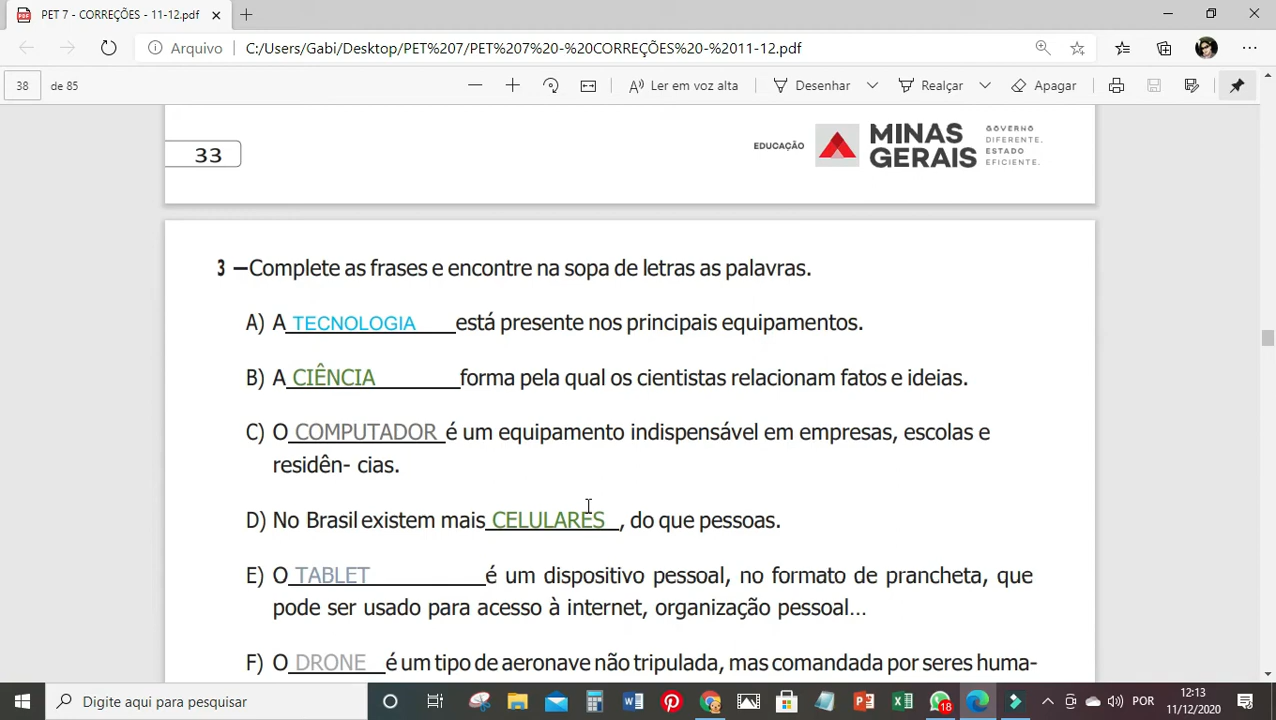 PET 7 - CORREÇÕES - 11-12.pdf
Arquivo C:/Users/Gabi/Desktop/PET%207/PET%207%20-%20CORREÇÕES%20-%2011-12.pdf
38 de 85 Ler em voz alta Desenhar Realçar Apagar
33
EDUCAÇÃO MINAS GERAIS GOVERNO DIFERENTE. ESTADO EFICIENTE.
3 –Complete as frases e encontre na sopa de letras as palavras.
A) A TECNOLOGIA está presente nos principais equipamentos.
B) A CIÊNCIA forma pela qual os cientistas relacionam fatos e ideias.
C) O COMPUTADOR é um equipamento indispensável em empresas, escolas e
residên- cias.
D) No Brasil existem mais CELULARES , do que pessoas.
E) O TABLET é um dispositivo pessoal, no formato de prancheta, que
pode ser usado para acesso à internet, organização pessoal...
F) O DRONE é um tipo de aeronave não tripulada, mas comandada por seres huma-
Digite aqui para pesquisar
18
POR
12:13
11/12/2020